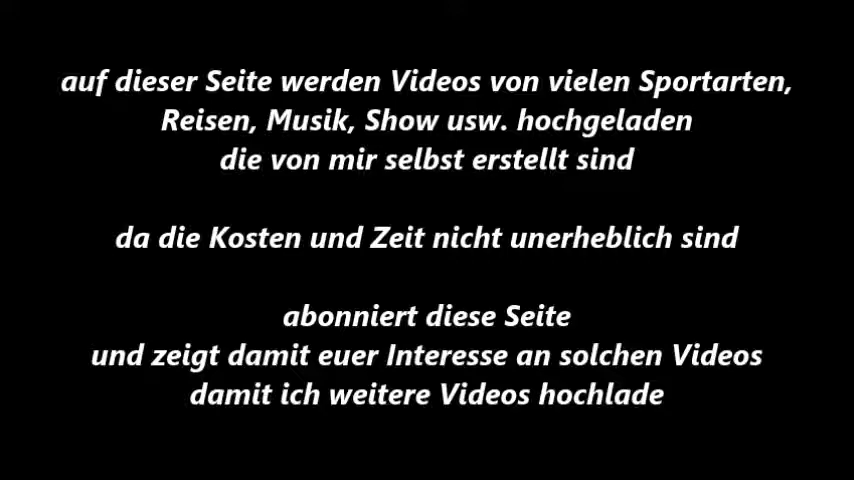 auf dieser Seite werden Videos von vielen Sportarten,
Reisen, Musik, Show usw. hochgeladen
die von mir selbst erstellt sind
da die Kosten und Zeit nicht unerheblich sind
abonniert diese Seite
und zeigt damit euer Interesse an solchen Videos
damit ich weitere Videos hochlade